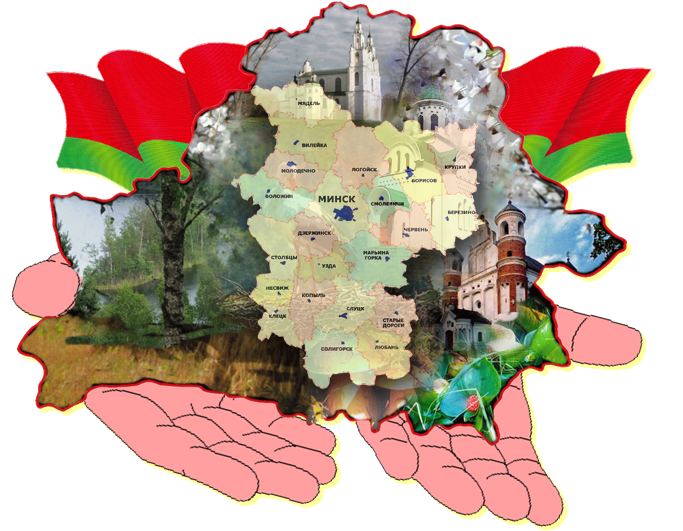 МЯДЕЛЬ
ВИЛЕЙКА
МОЛОДЕЧНО
ЛОГОЙСК
КРУПКИ
БОРИСОВ
ВОЛОЖИН
МИНСК
СМОЛЕВИЧИ
БЕРЕЗИНО
ДЗЕРЖИНСК
ЧЕРВЕНЬ
СТОЛБЦЫ
УЗДА
МАРЬИНА
ГОРКА
НЕСВИЖ
КОПЫЛЬ
КЛЕЦК
СЛУЦК
СТАРЫЕ
ДОРОГИ
СОЛИГОРСК
ЛЮБАНЬ